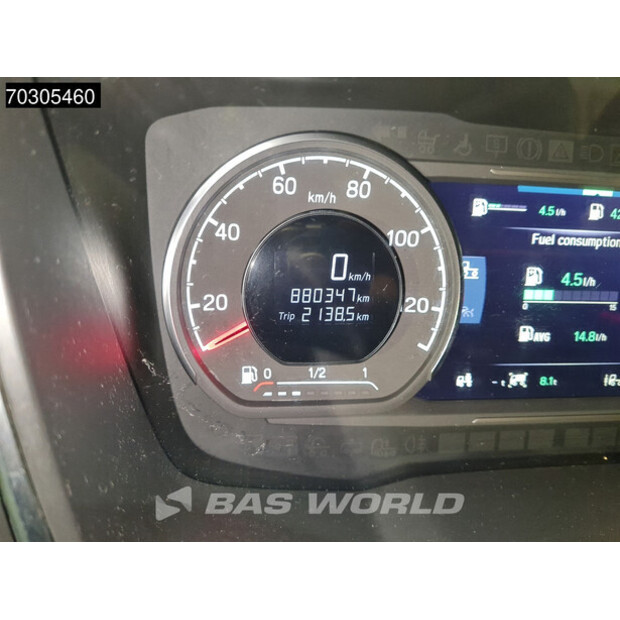 70305460
60 km/h 80
40 100
20 120
0 km/h
880347 km
Trip 2138.5 km
0 1/2 1
4.5 l/h
Fuel consumption
4.5 l/h
0 15
AVG 14.8 l/h
8.1 t
BAS WORLD